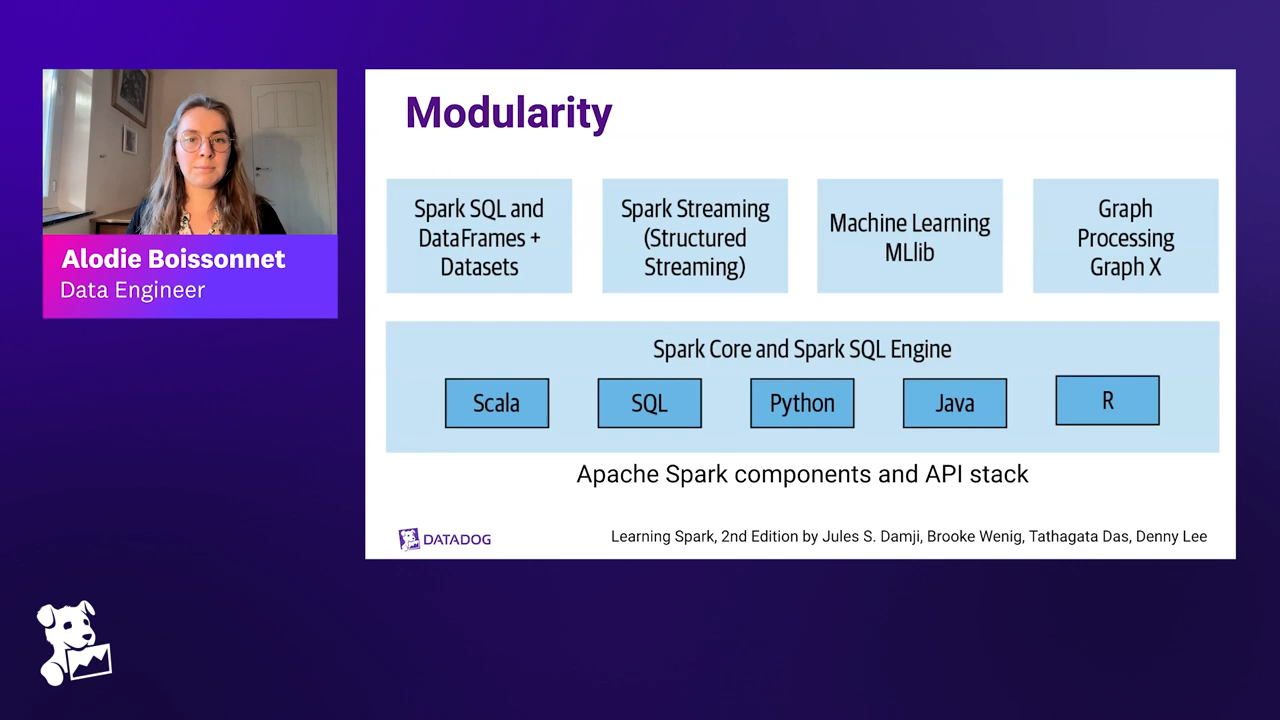 Modularity
Alodie Boissonnet
Data Engineer
Spark SQL and
DataFrames +
Datasets
Spark Streaming
(Structured
Streaming)
Machine Learning
MLlib
Graph
Processing
Graph X
Spark Core and Spark SQL Engine
Scala
SQL
Python
Java
R
Apache Spark components and API stack
DATADOG
Learning Spark, 2nd Edition by Jules S. Damji, Brooke Wenig, Tathagata Das, Denny Lee